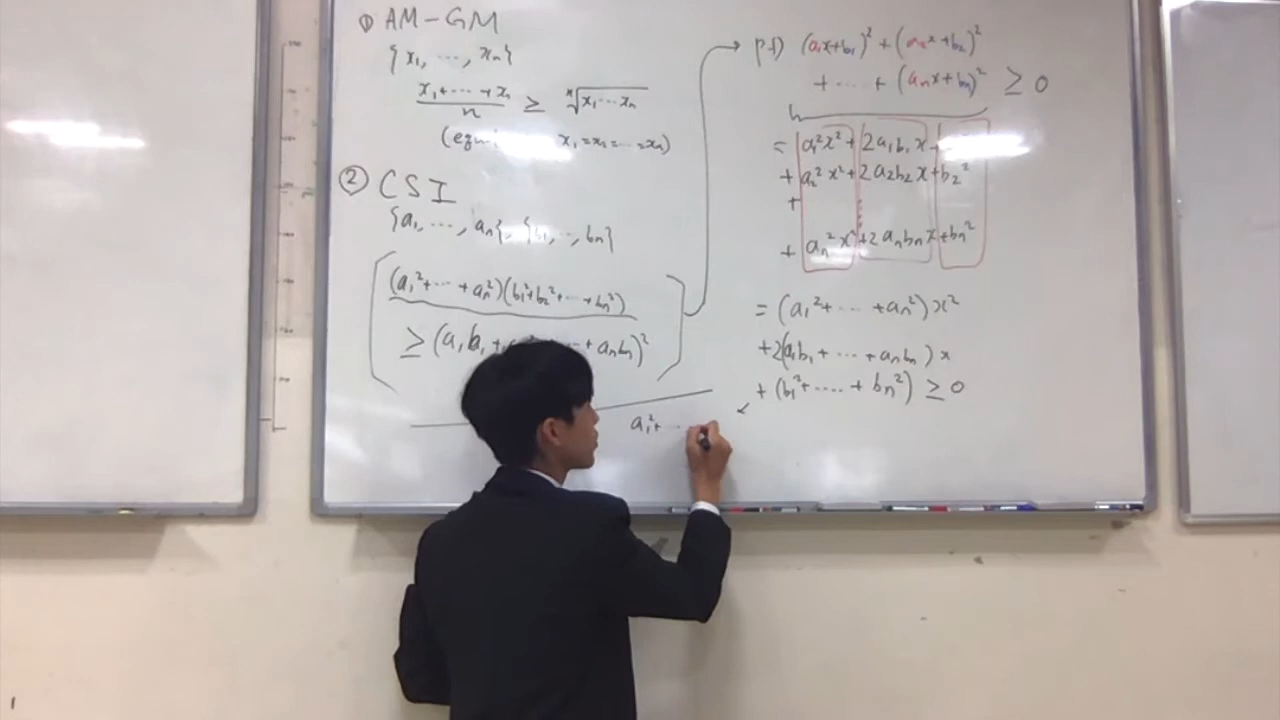 ① AM-GM
{x₁, ..., xₙ}
(x₁+...+xₙ)/n ≥ ⁿ√(x₁...xₙ)
(equ x₁=x₂=...=xₙ)
② CSI
{a₁, ..., aₙ}, {b₁, .., bₙ}
(a₁²+...+aₙ²)(b₁²+b₂²+...+bₙ²)
≥ (a₁b₁+ + aₙbₙ)²
a₁²+ ...
pf) (a₁x+b₁)² + (a₂x+b₂)²
+ .... + (aₙx+bₙ)² ≥ 0
n
= a₁²x² + 2a₁b₁x
+ a₂²x² + 2a₂b₂x + b₂²
+ ⋮
+ aₙ²x² + 2aₙbₙx + bₙ²
= (a₁²+ ... +aₙ²)x²
+2(a₁b₁+ ... +aₙbₙ)x
+ (b₁²+ .... + bₙ²) ≥ 0